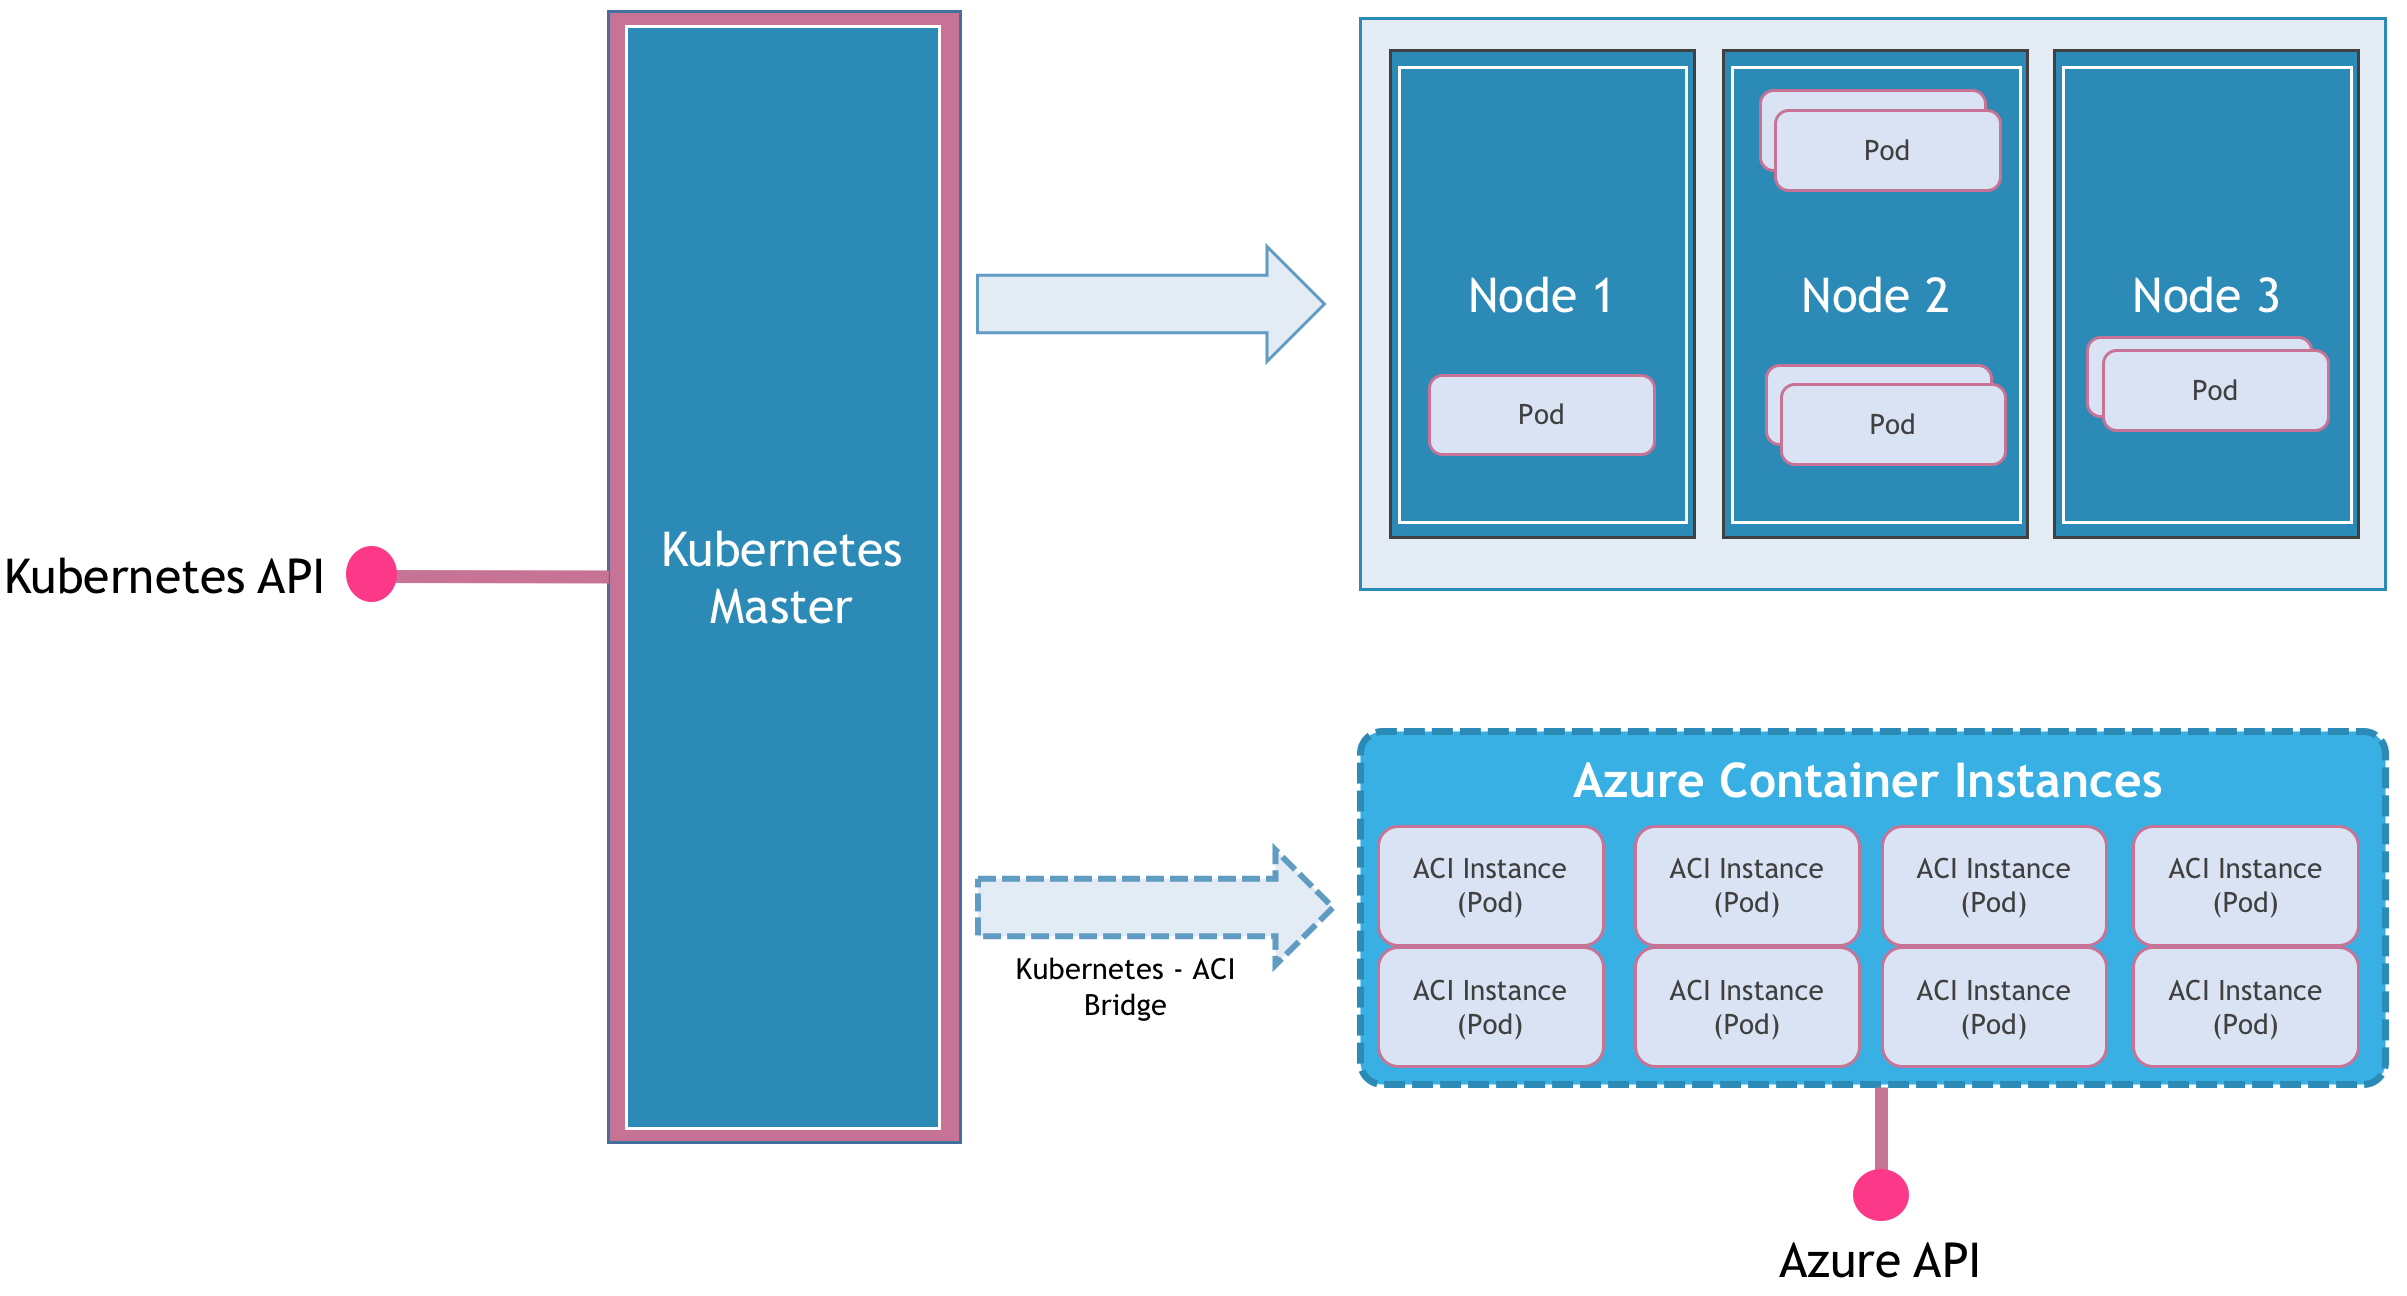 Kubernetes API
Kubernetes
Master
Node 1
Pod
Pod
Node 2
Pod
Node 3
Pod
Kubernetes - ACI
Bridge
Azure Container Instances
ACI Instance
(Pod)
ACI Instance
(Pod)
ACI Instance
(Pod)
ACI Instance
(Pod)
ACI Instance
(Pod)
ACI Instance
(Pod)
ACI Instance
(Pod)
ACI Instance
(Pod)
Azure API